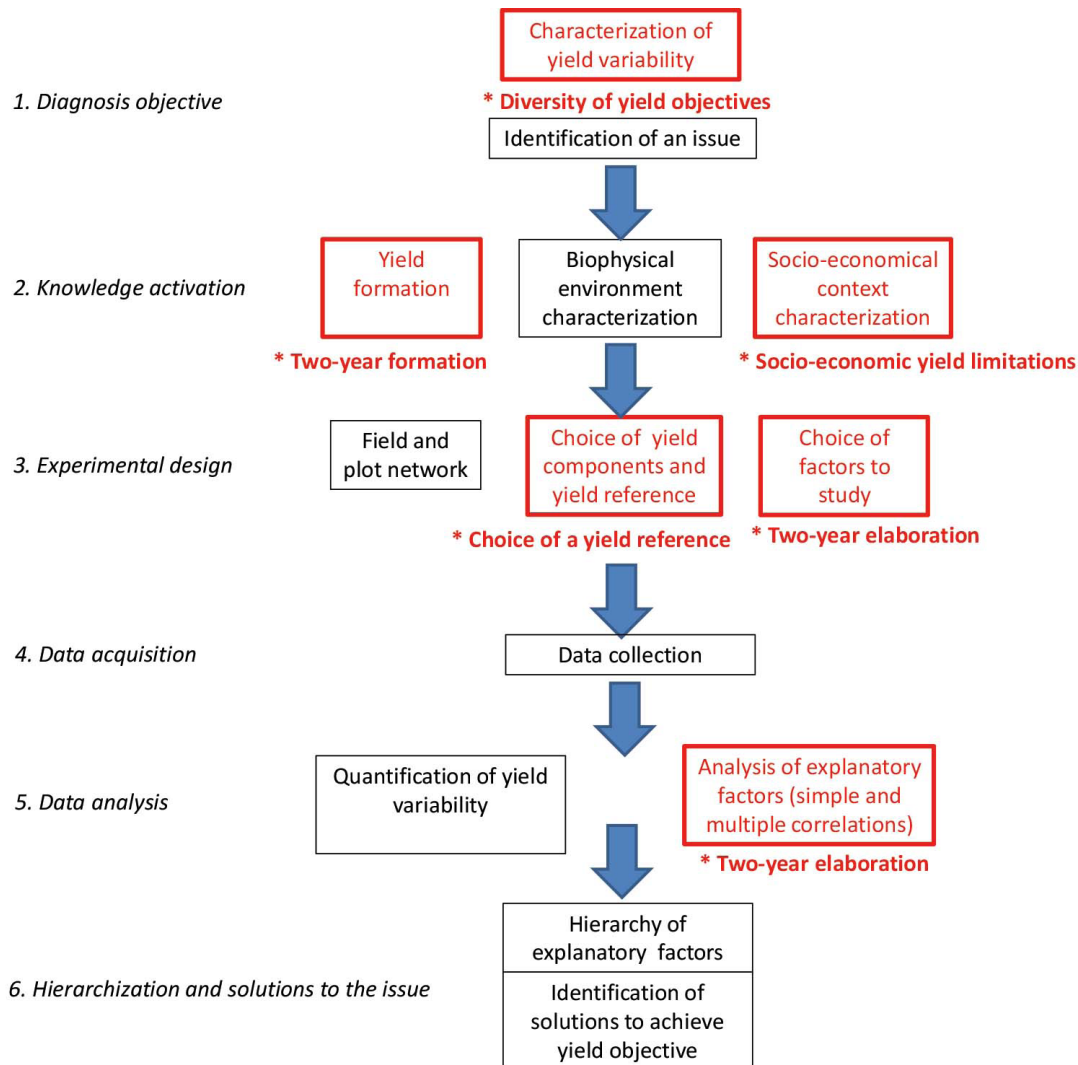 Characterization of
yield variability
1. Diagnosis objective
* Diversity of yield objectives
Identification of an issue
2. Knowledge activation
Yield
formation
Biophysical
environment
characterization
Socio-economical
context
characterization
* Two-year formation
* Socio-economic yield limitations
3. Experimental design
Field and
plot network
Choice of yield
components and
yield reference
Choice of
factors to
study
* Choice of a yield reference
* Two-year elaboration
4. Data acquisition
Data collection
5. Data analysis
Quantification of yield
variability
Analysis of explanatory
factors (simple and
multiple correlations)
* Two-year elaboration
6. Hierarchization and solutions to the issue
Hierarchy of
explanatory factors
Identification of
solutions to achieve
yield objective